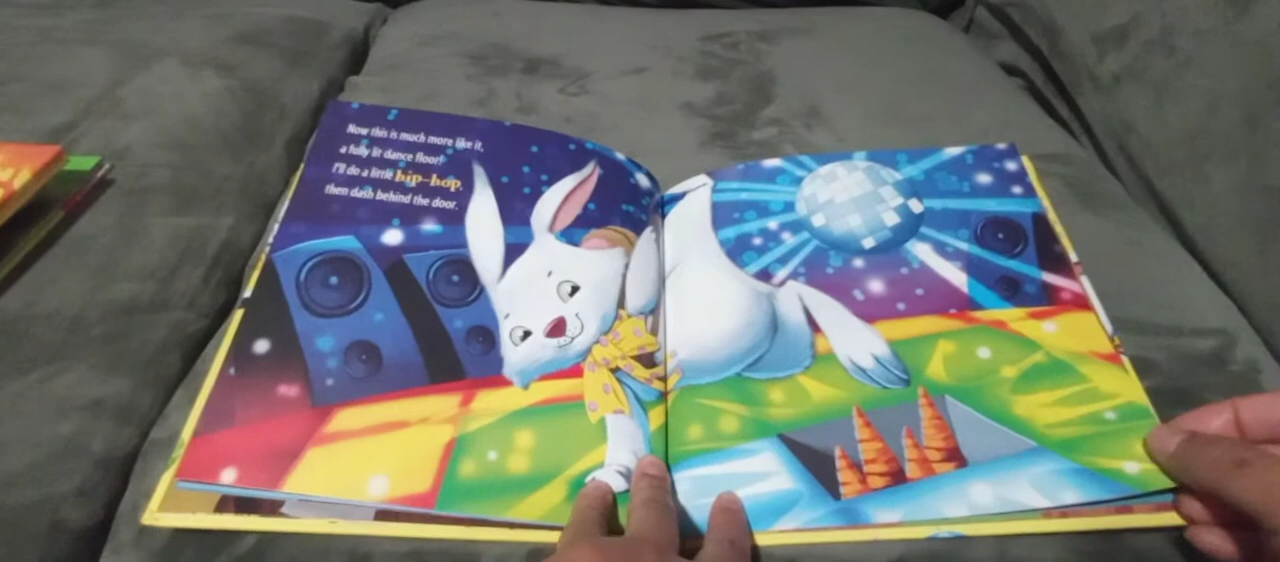 Now this is much more like it,
a fully lit dance floor!
I'll do a little hip-hop,
then dash behind the door.